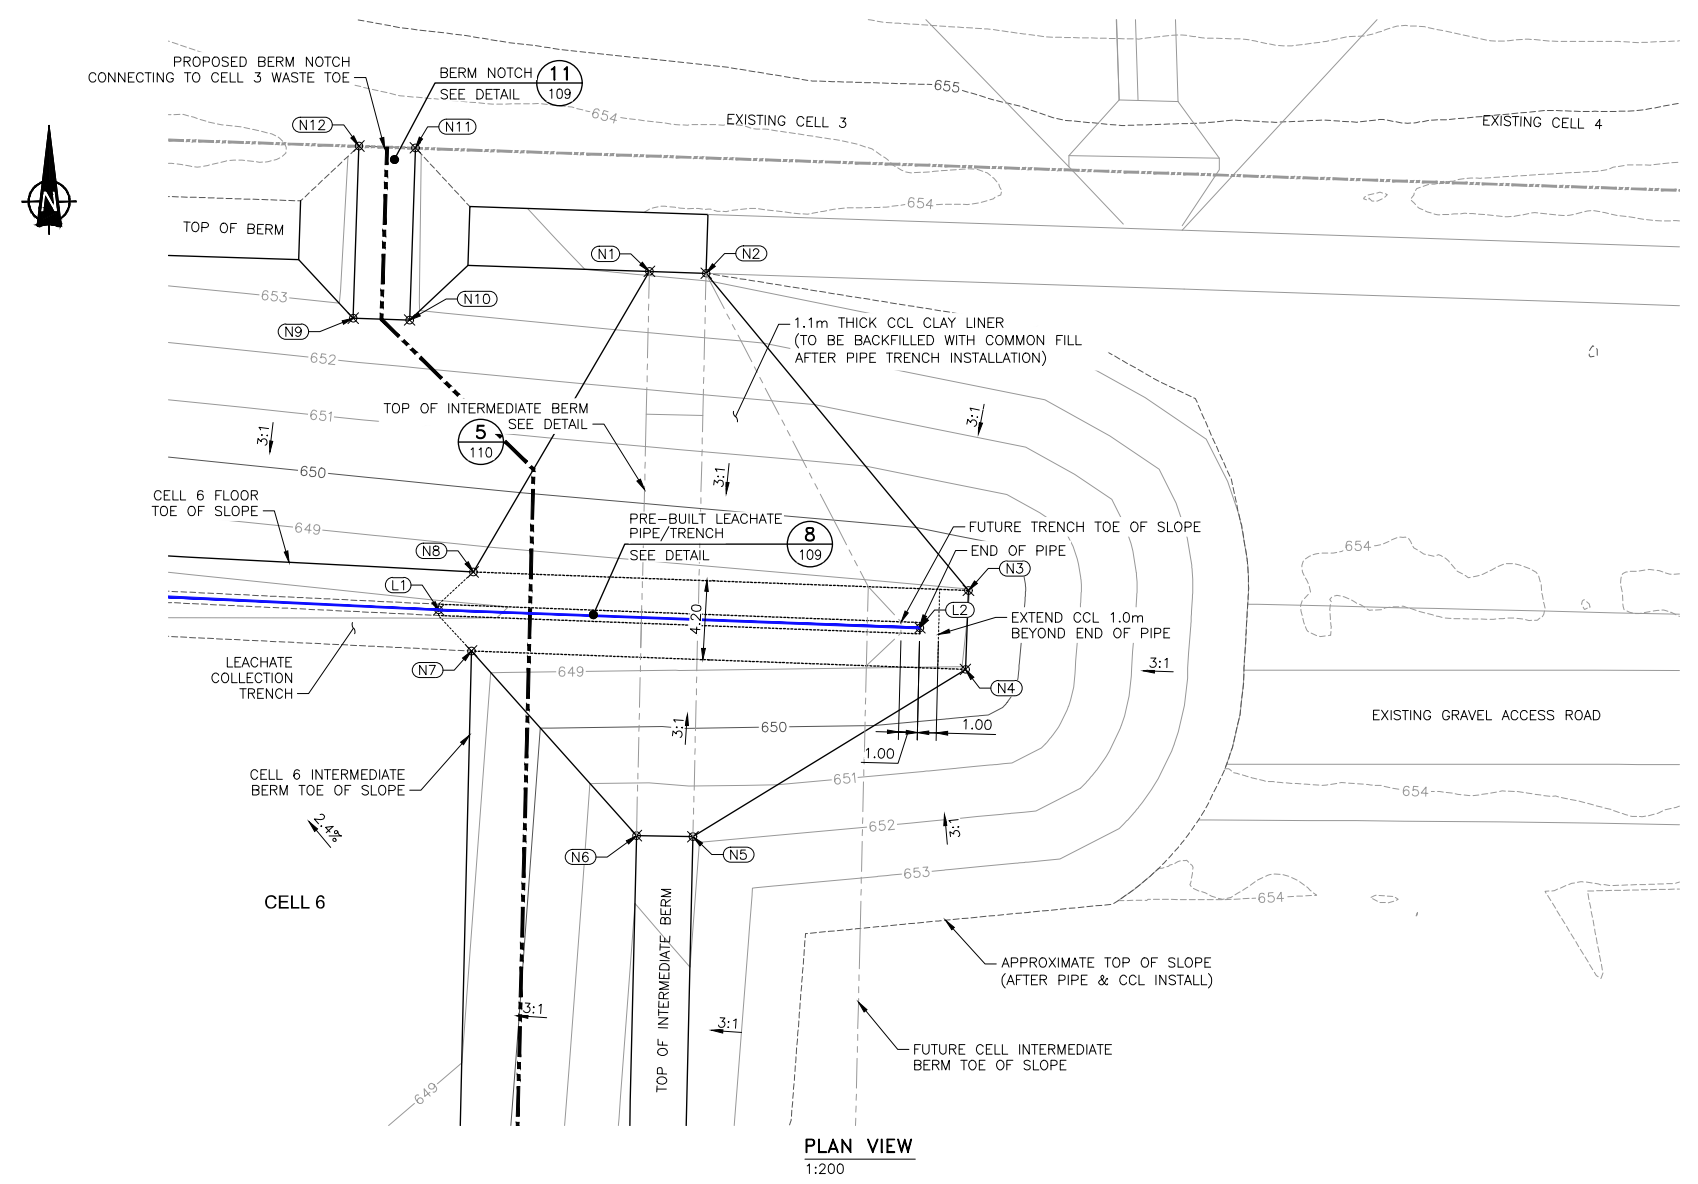 PROPOSED BERM NOTCH
CONNECTING TO CELL 3 WASTE TOE
BERM NOTCH
SEE DETAIL
11
109
655
654
EXISTING CELL 3
EXISTING CELL 4
N12
N11
N
654
TOP OF BERM
N1
N2
653
N10
N9
1.1m THICK CCL CLAY LINER
(TO BE BACKFILLED WITH COMMON FILL
AFTER PIPE TRENCH INSTALLATION)
652
TOP OF INTERMEDIATE BERM
SEE DETAIL
5
110
651
3:1
3:1
650
3:1
CELL 6 FLOOR
TOE OF SLOPE
649
PRE-BUILT LEACHATE
PIPE/TRENCH
SEE DETAIL
8
109
FUTURE TRENCH TOE OF SLOPE
END OF PIPE
654
N8
N3
L1
4.20
L2
EXTEND CCL 1.0m
BEYOND END OF PIPE
LEACHATE
COLLECTION
TRENCH
N7
649
3:1
N4
650
3:1
1.00
1.00
EXISTING GRAVEL ACCESS ROAD
CELL 6 INTERMEDIATE
BERM TOE OF SLOPE
651
654
2.4%
652
3:1
N6
N5
653
CELL 6
654
TOP OF INTERMEDIATE BERM
APPROXIMATE TOP OF SLOPE
(AFTER PIPE & CCL INSTALL)
3:1
3:1
FUTURE CELL INTERMEDIATE
BERM TOE OF SLOPE
649
PLAN VIEW
1:200